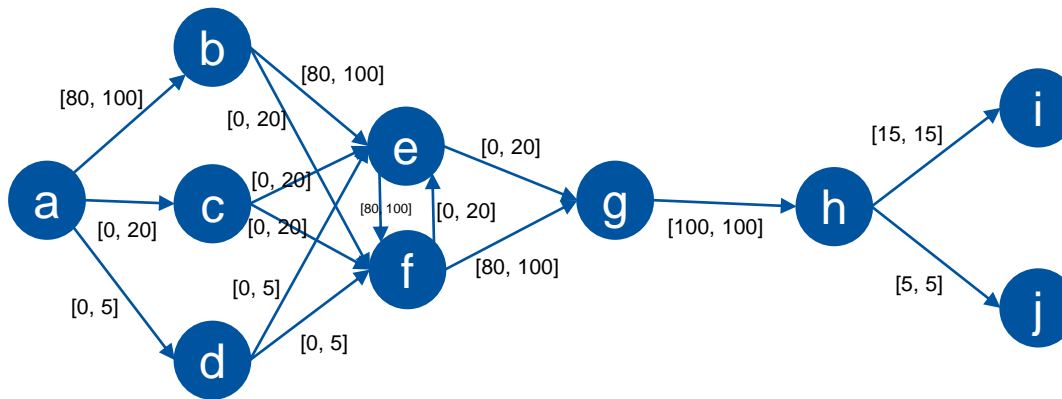 b
i
[80, 100]
[80, 100]
[0, 20]
e
[0, 20]
[15, 15]
a
c
[0, 20]
[80, 100]
[0, 20]
g
h
[0, 20]
[0, 20]
[100, 100]
f
[0, 5]
[0, 5]
[80, 100]
[5, 5]
j
[0, 5]
d